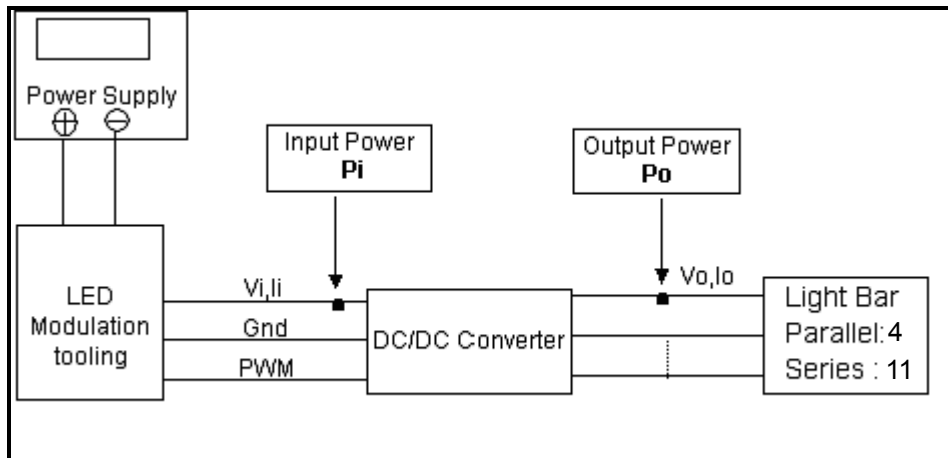 Power Supply
Input Power
Pi
Output Power
Po
Vi,Ii
Gnd
PWM
LED
Modulation
tooling
DC/DC Converter
Vo,Io
Light Bar
Parallel:4
Series : 11